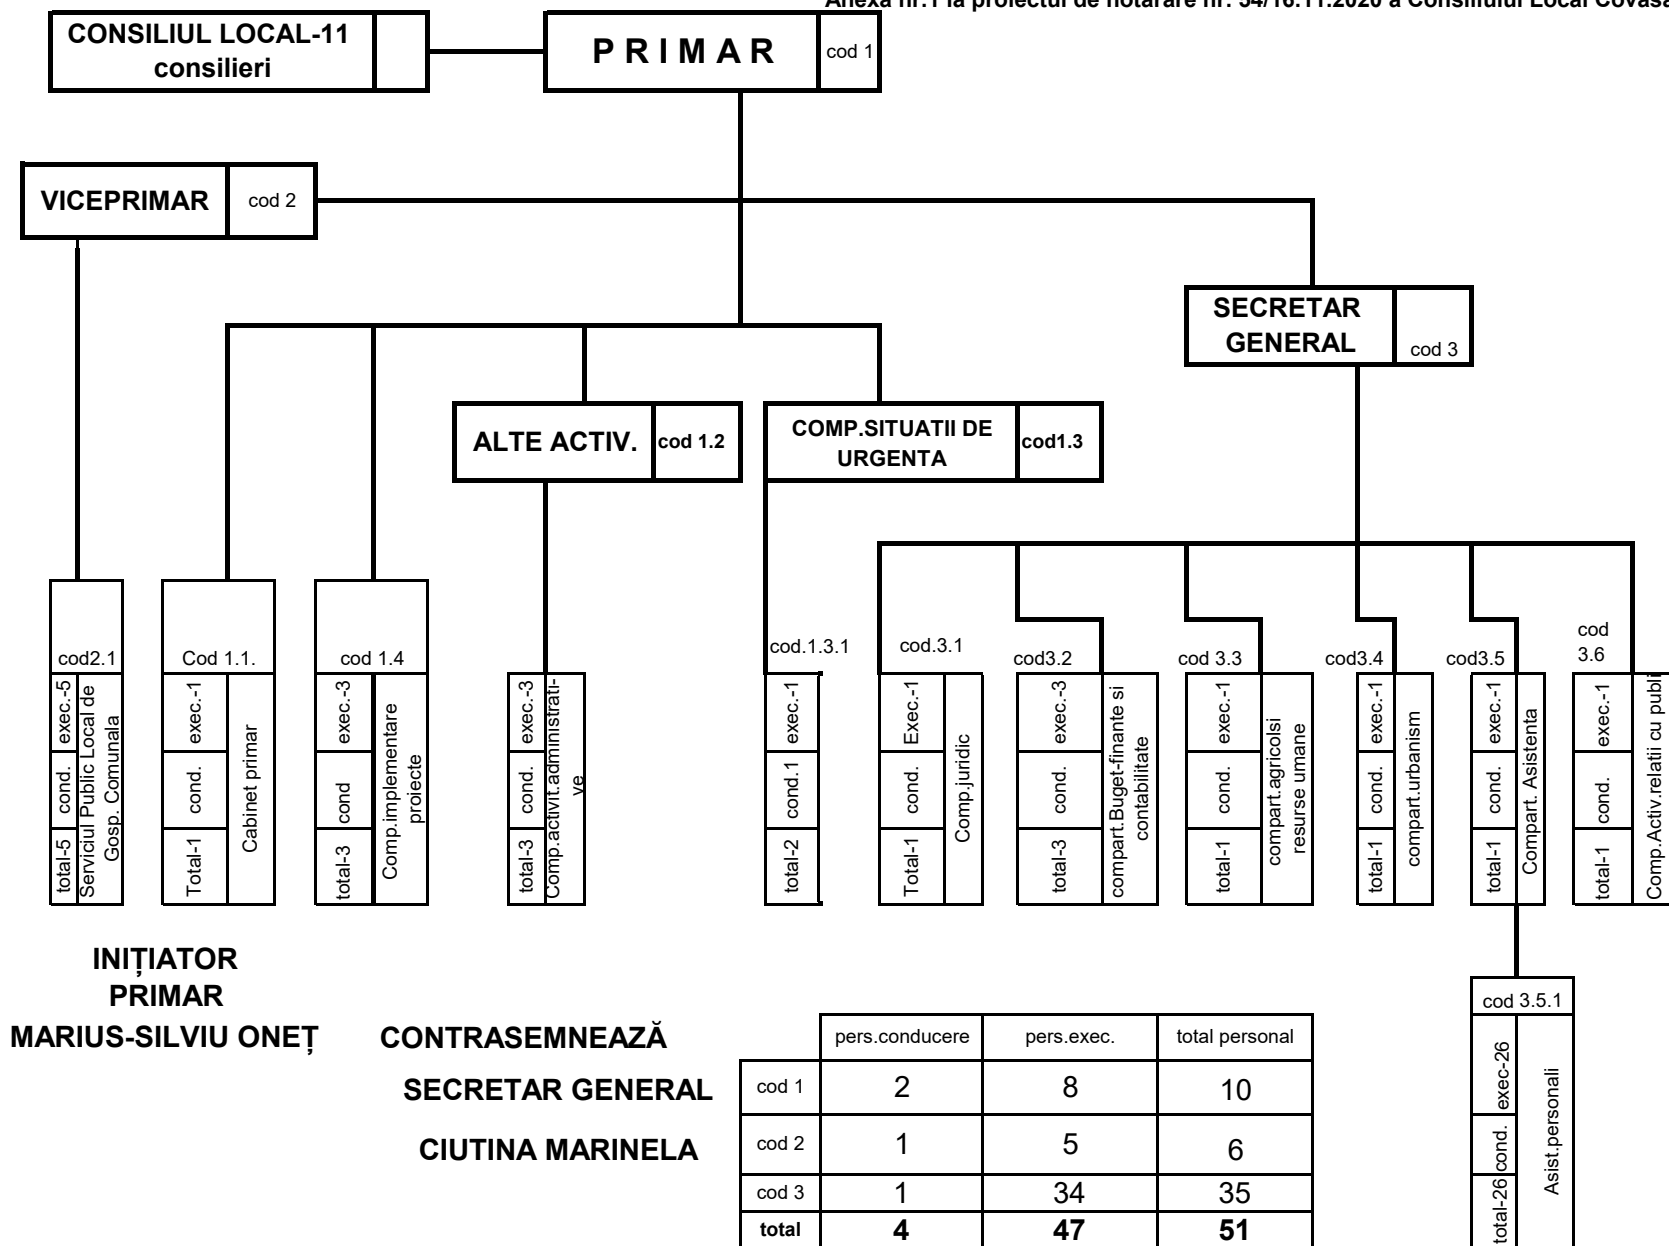 Anexa nr.1 la proiectul de hotarare nr. 54/16.11.2020 a Consiliului Local Covasa
CONSILIUL LOCAL-11
consilieri
P R I M A R
cod 1
VICEPRIMAR
cod 2
SECRETAR
GENERAL
cod 3
ALTE ACTIV.
cod 1.2
COMP.SITUATII DE
URGENTA
cod1.3
cod2.1
exec.-5
cond.
total-5
Serviciul Public Local de
Gosp. Comunala
Cod 1.1.
exec.-1
cond.
Total-1
Cabinet primar
cod 1.4
exec.-3
cond
total-3
Comp.implementare
proiecte
exec.-3
cond.
total-3
Comp.activit.administrati-
ve
cod.1.3.1
exec.-1
cond.1
total-2
cod.3.1
Exec.-1
cond.
Total-1
Comp.juridic
cod3.2
exec.-3
cond.
total-3
compart.Buget-finante si
contabilitate
cod 3.3
exec.-1
cond.
total-1
compart.agricolsi
resurse umane
cod3.4
exec.-1
cond.
total-1
compart.urbanism
cod3.5
exec.-1
cond.
total-1
Compart. Asistenta
cod
3.6
exec.-1
cond.
total-1
Comp.Activ.relatii cu publi
cod 3.5.1
exec-26
cond.
total-26
Asist.personali
INIȚIATOR
PRIMAR
MARIUS-SILVIU ONEȚ
CONTRASEMNEAZĂ
SECRETAR GENERAL
CIUTINA MARINELA
pers.conducere pers.exec. total personal
cod 1 2 8 10
cod 2 1 5 6
cod 3 1 34 35
total 4 47 51